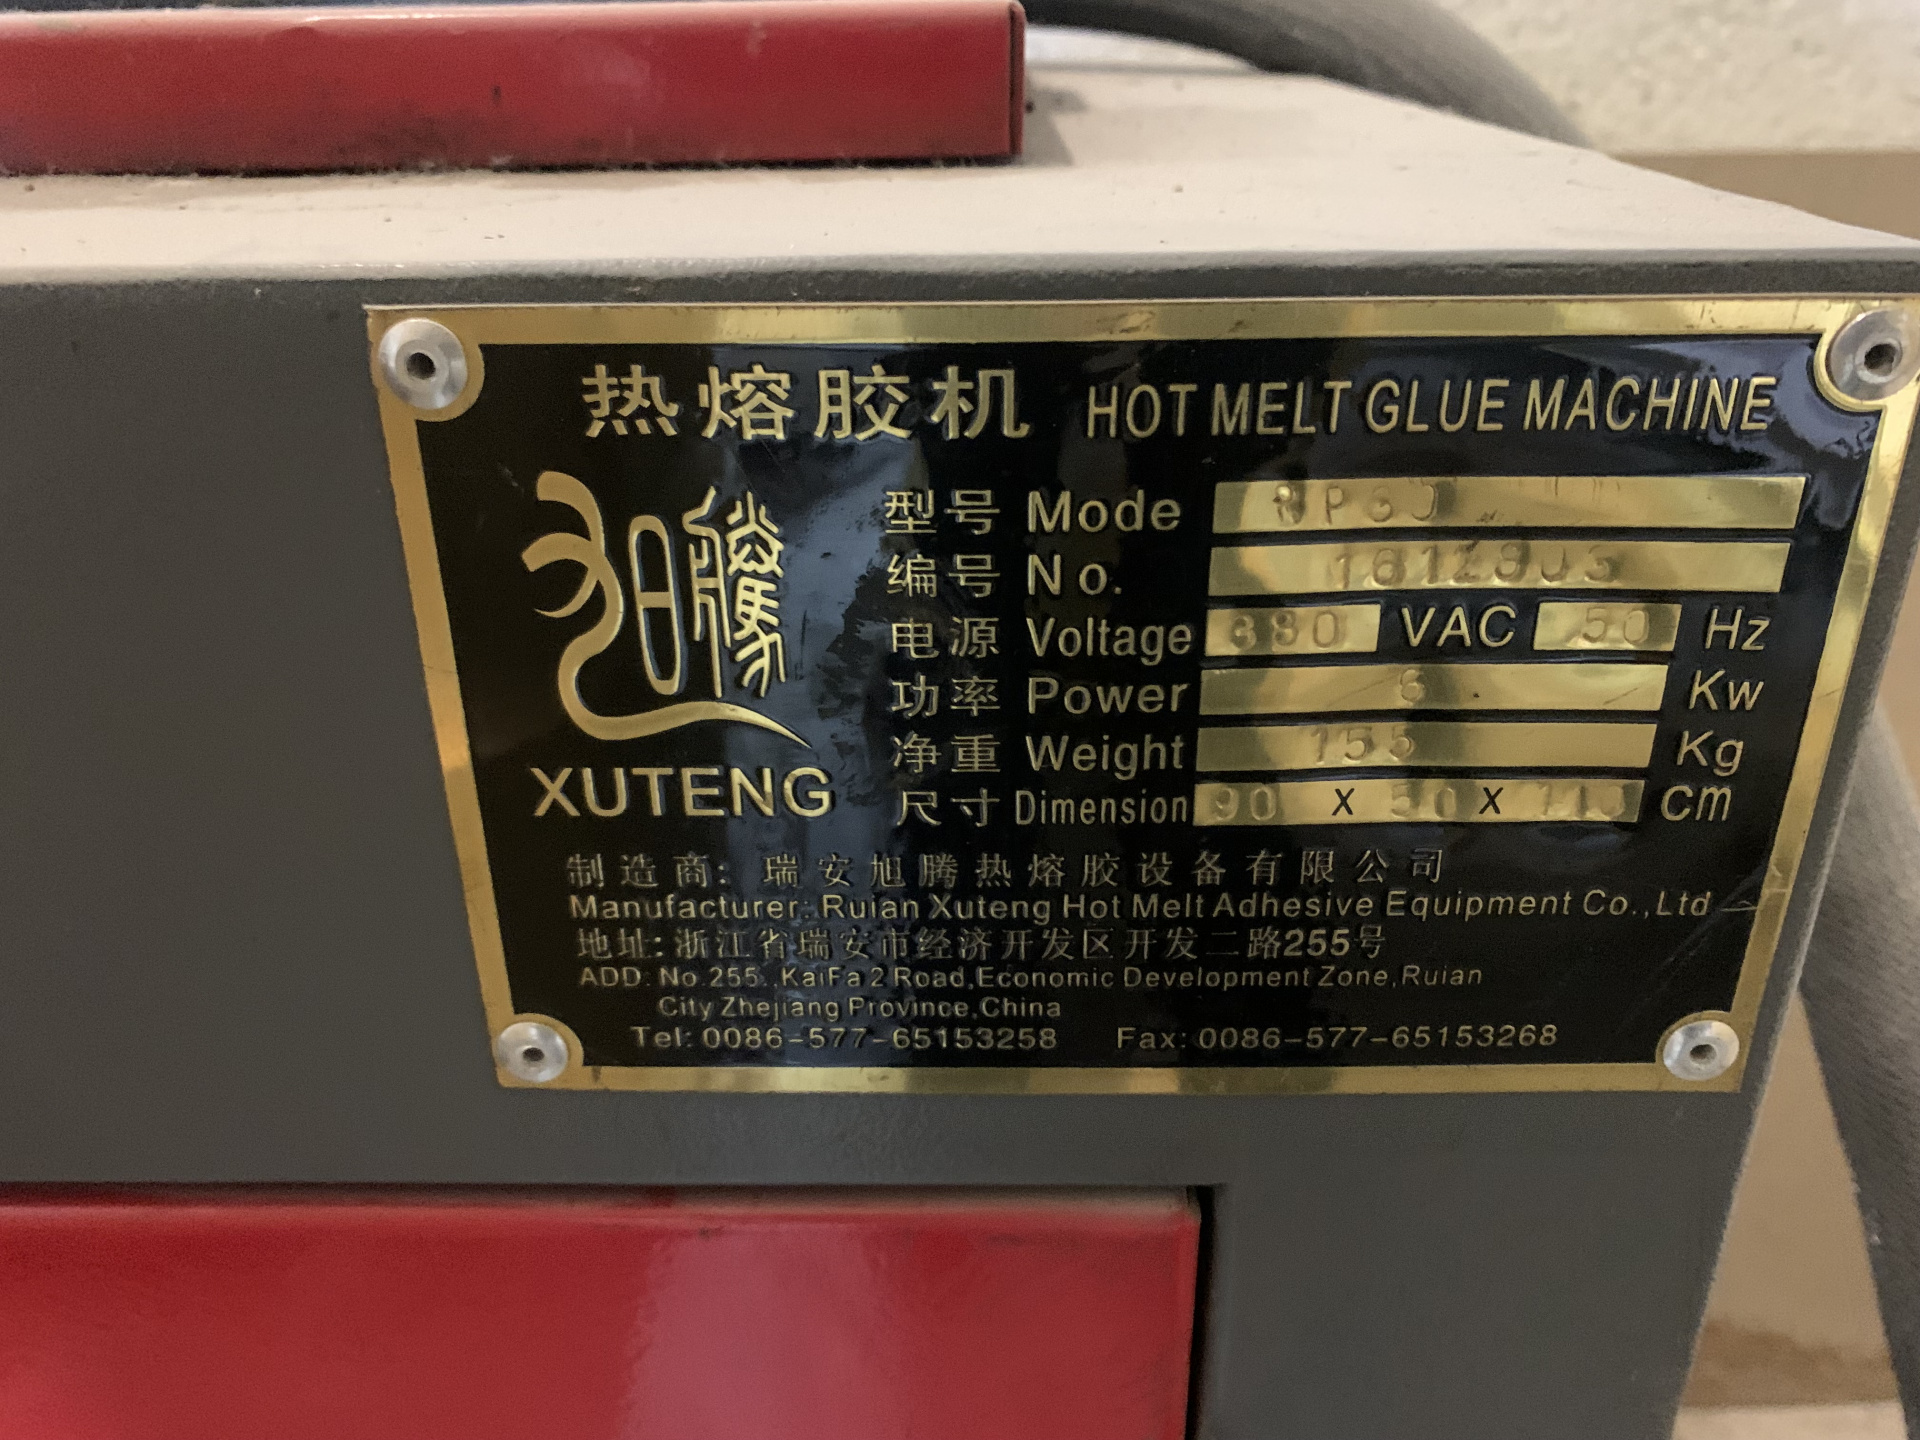 热熔胶机 HOT MELT GLUE MACHINE
型号 Mode
编号 No.
电源 Voltage 380 VAC 50 Hz
功率 Power 6 Kw
净重 Weight 155 Kg
尺寸 Dimension 90 X 50 X Cm
旭腾
XUTENG
制造商: 瑞安旭腾热熔胶设备有限公司
Manufacturer: Ruian Xuteng Hot Melt Adhesive Equipment Co.,Ltd
地址: 浙江省瑞安市经济开发区开发二路255号
ADD: No.255.,KaiFa 2 Road,Economic Development Zone,Ruian
City Zhejiang Province,China
Tel: 0086-577-65153258 Fax: 0086-577-65153268